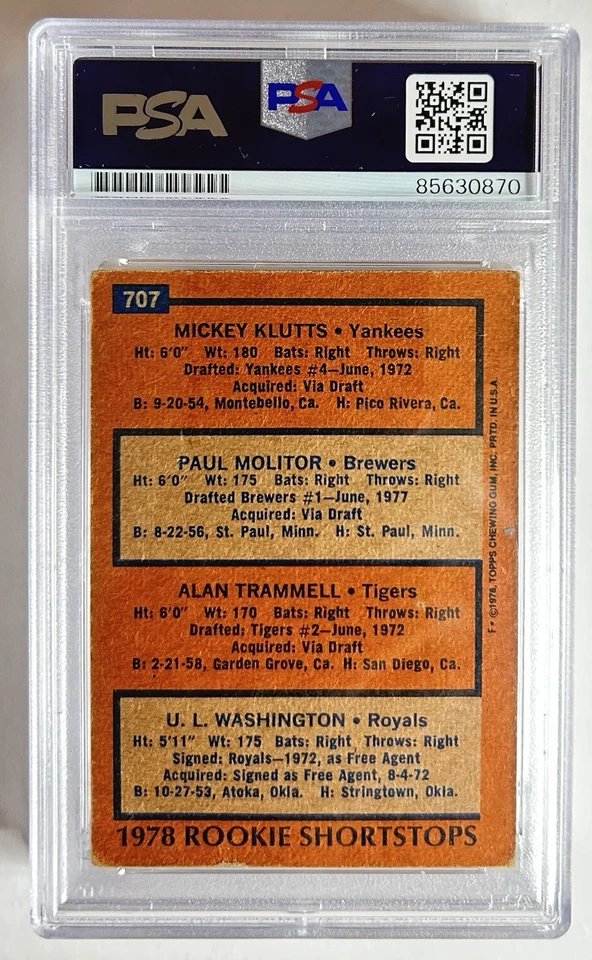 PSA
PSA
85630870
707
MICKEY KLUTTS • Yankees
Ht: 6'0" Wt: 180 Bats: Right Throws: Right
Drafted: Yankees #4—June, 1972
Acquired: Via Draft
B: 9-20-54, Montebello, Ca. H: Pico Rivera, Ca.
PAUL MOLITOR • Brewers
Ht: 6'0" Wt: 175 Bats: Right Throws: Right
Drafted Brewers #1—June, 1977
Acquired: Via Draft
B: 8-22-56, St. Paul, Minn. H: St. Paul, Minn.
ALAN TRAMMELL • Tigers
Ht: 6'0" Wt: 170 Bats: Right Throws: Right
Drafted: Tigers #2—June, 1972
Acquired: Via Draft
B: 2-21-58, Garden Grove, Ca. H: San Diego, Ca.
U. L. WASHINGTON • Royals
Ht: 5'11" Wt: 175 Bats: Right Throws: Right
Signed: Royals—1972, as Free Agent
Acquired: Signed as Free Agent, 8-4-72
B: 10-27-53, Atoka, Okla. H: Stringtown, Okla.
1978 ROOKIE SHORTSTOPS
F* ©1978, TOPPS CHEWING GUM, INC. PRTD. IN U.S.A